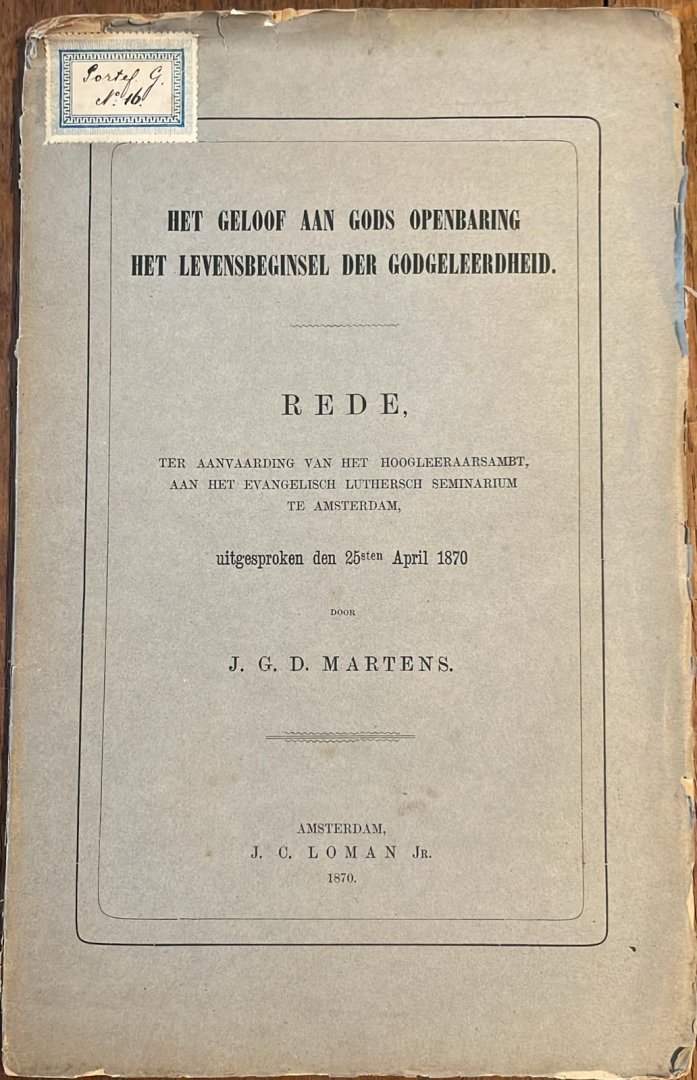 Portef. G.
No: 16.
HET GELOOF AAN GODS OPENBARING
HET LEVENSBEGINSEL DER GODGELEERDHEID.
REDE,
TER AANVAARDING VAN HET HOOGLEERAARSAMBT,
AAN HET EVANGELISCH LUTHERSCH SEMINARIUM
TE AMSTERDAM,
uitgesproken den 25sten April 1870
DOOR
J. G. D. MARTENS.
AMSTERDAM,
J. C. LOMAN JR.
1870.